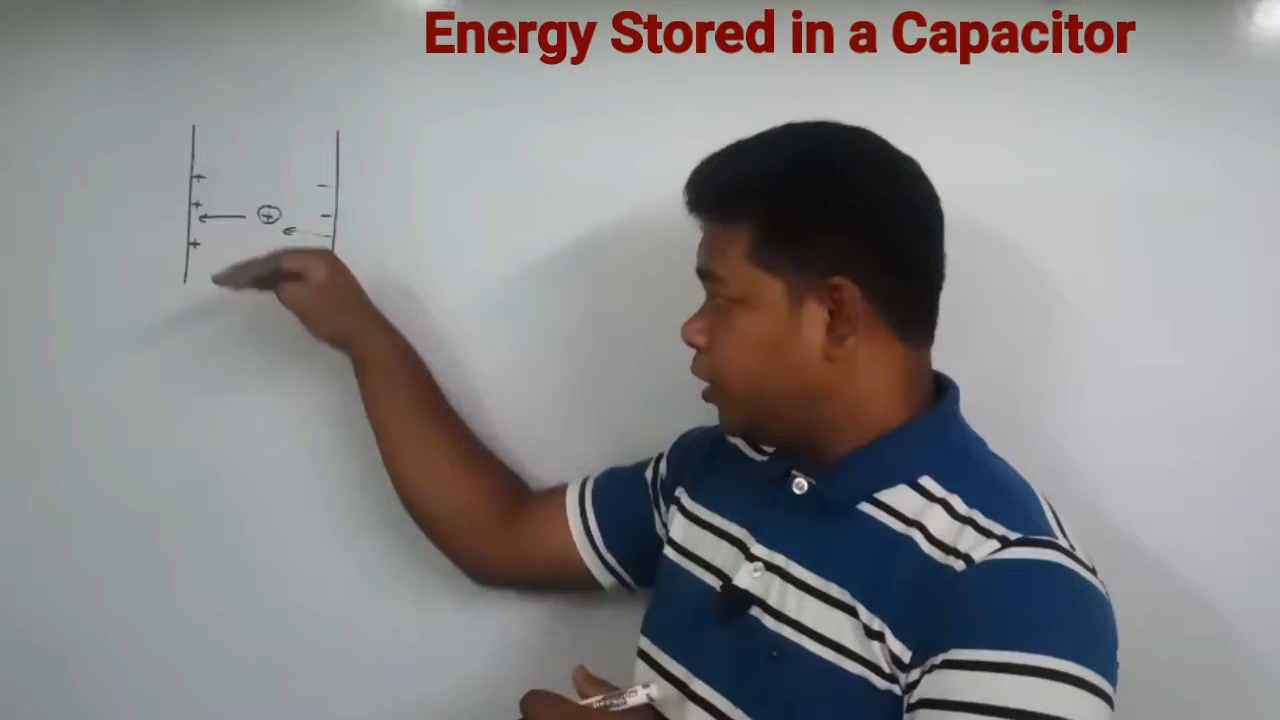 Energy Stored in a Capacitor
+ −
+ + −
+